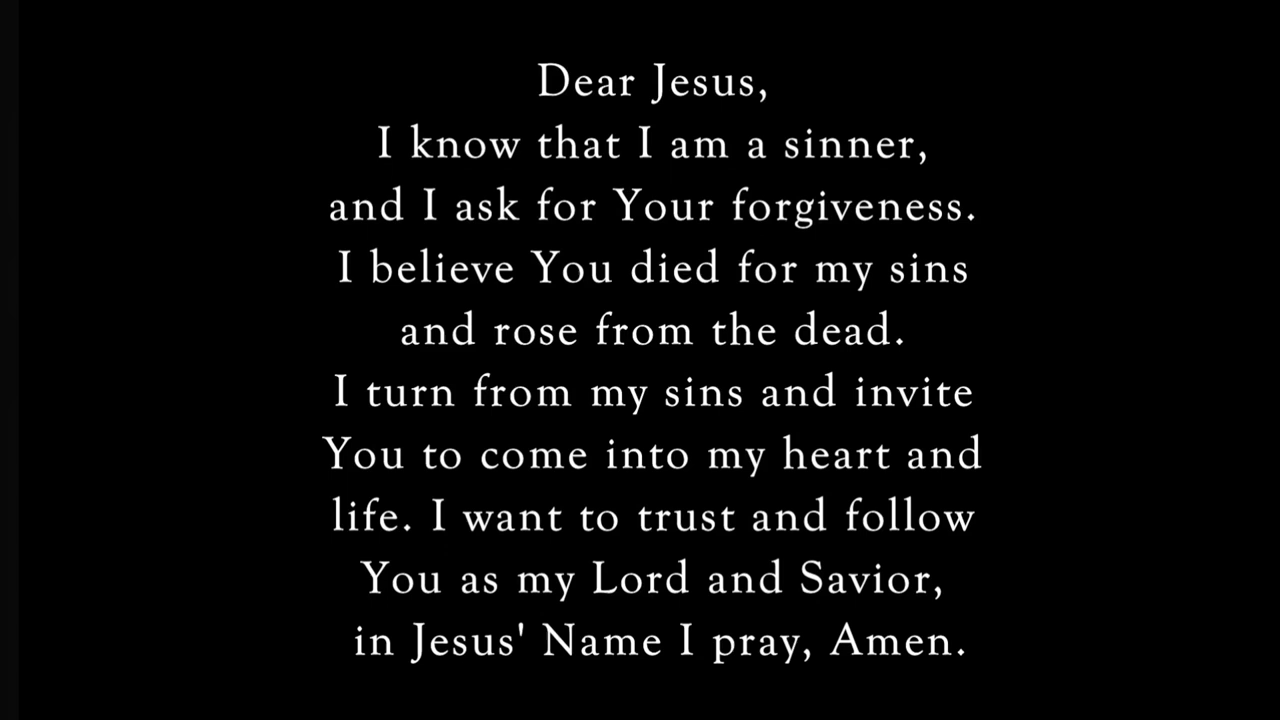 Dear Jesus,
I know that I am a sinner,
and I ask for Your forgiveness.
I believe You died for my sins
and rose from the dead.
I turn from my sins and invite
You to come into my heart and
life. I want to trust and follow
You as my Lord and Savior,
in Jesus' Name I pray, Amen.